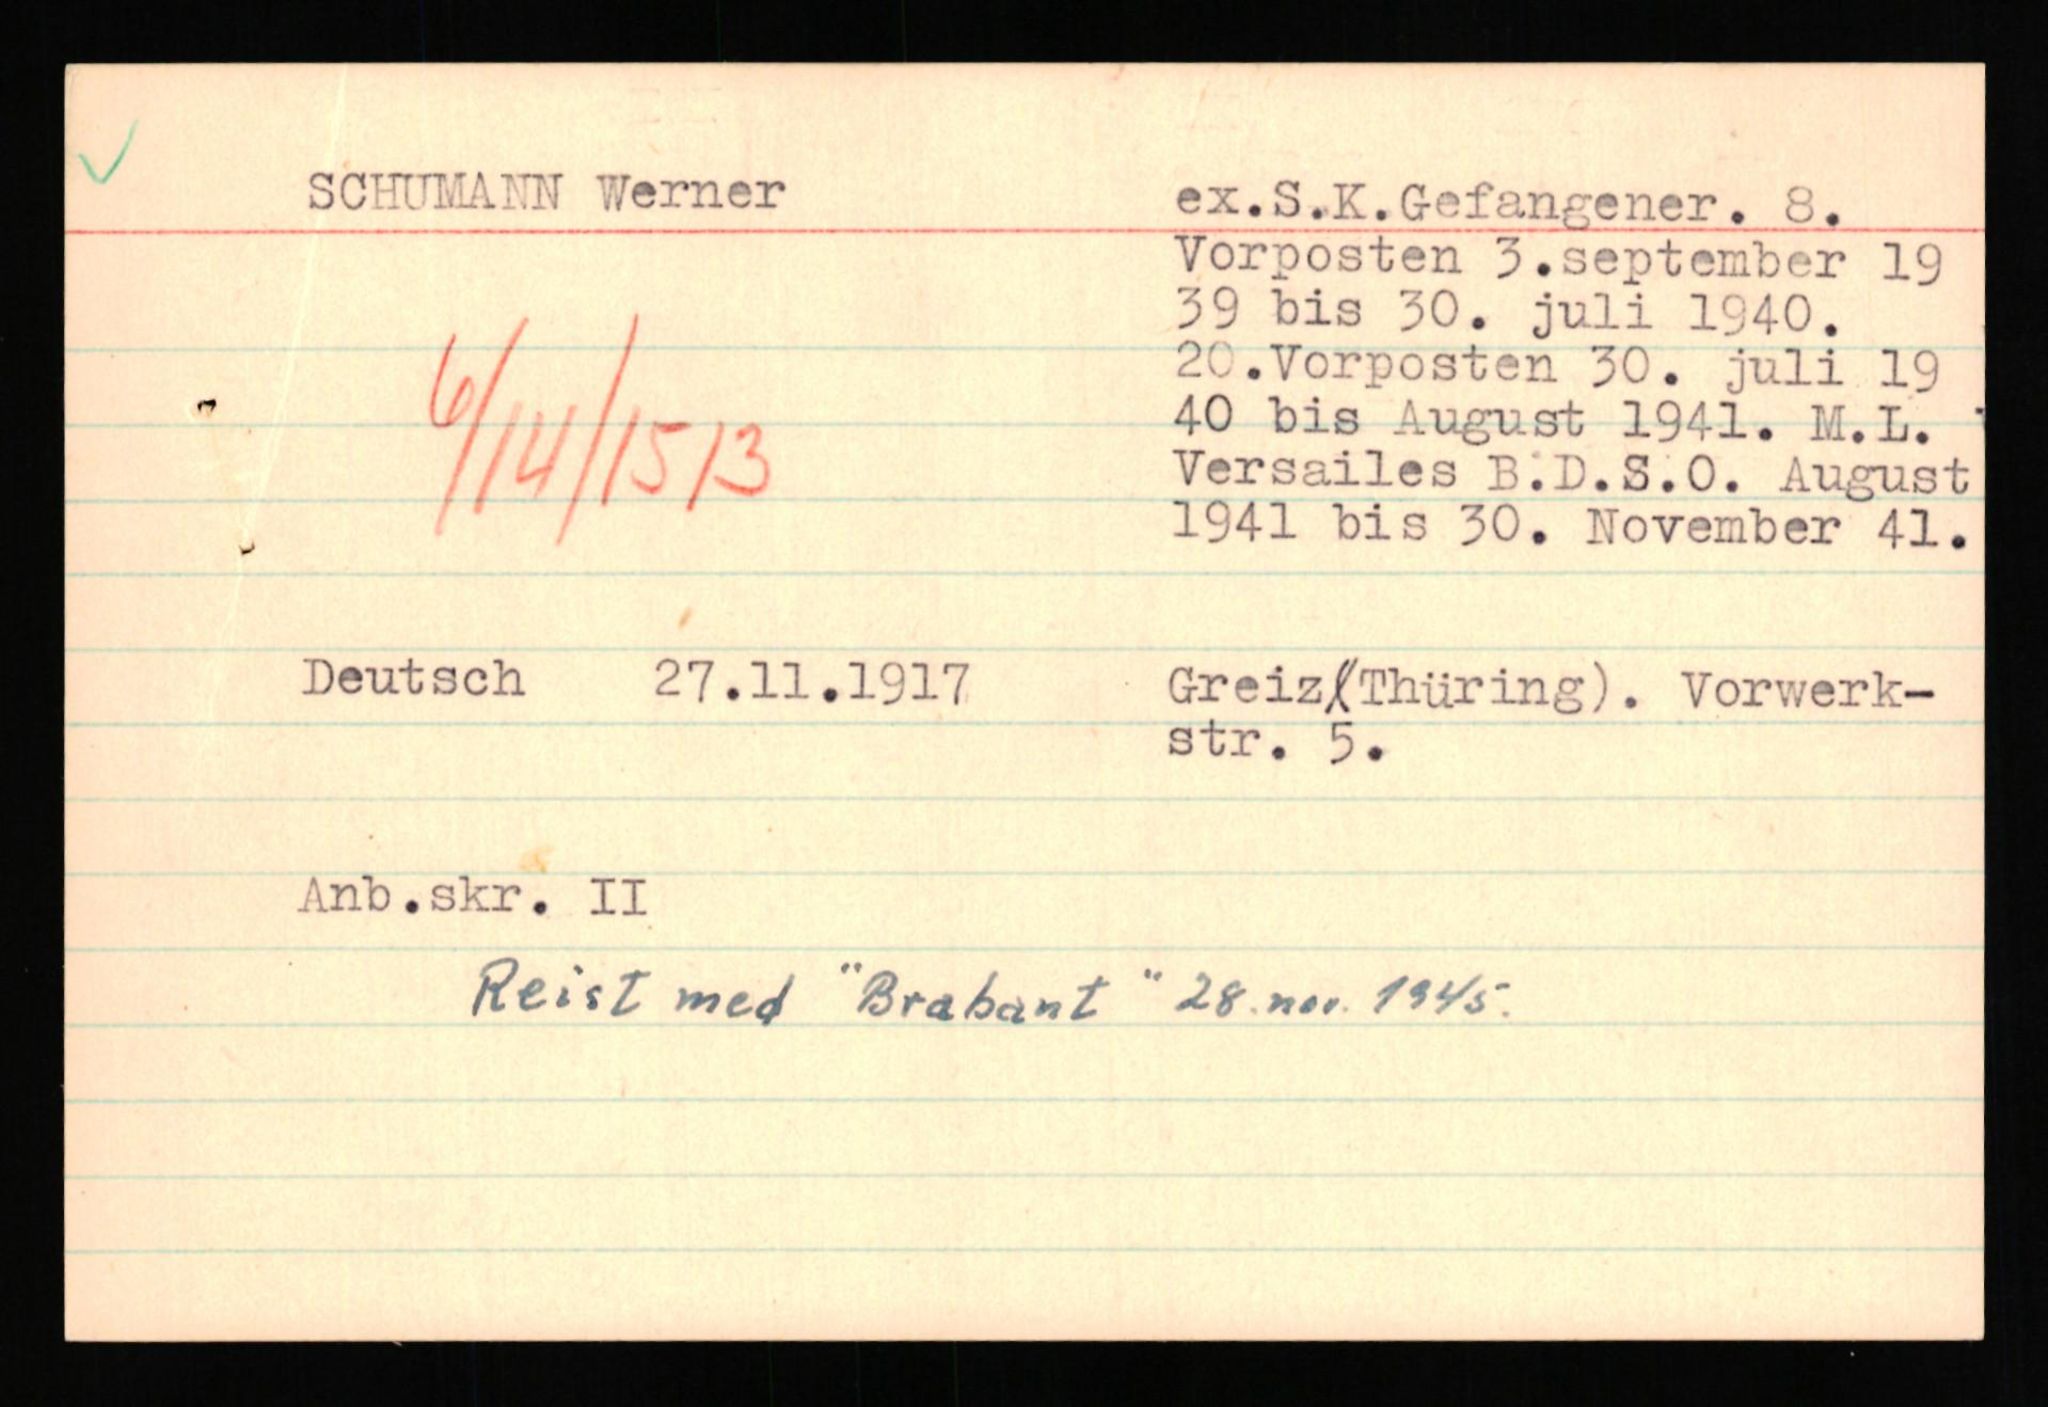 SCHUMANN Werner
ex.S.K.Gefangener. 8.
Vorposten 3.september 19
39 bis 30. juli 1940.
20.Vorposten 30. juli 19
40 bis August 1941. M.L.
Versailes B.D.S.O. August
1941 bis 30. November 41.
6/14/1513
Deutsch 27.11.1917
Greiz(Thüring). Vorwerk-
str. 5.
Anb.skr. II
Reist med "Brabant" 28. nov. 1945.